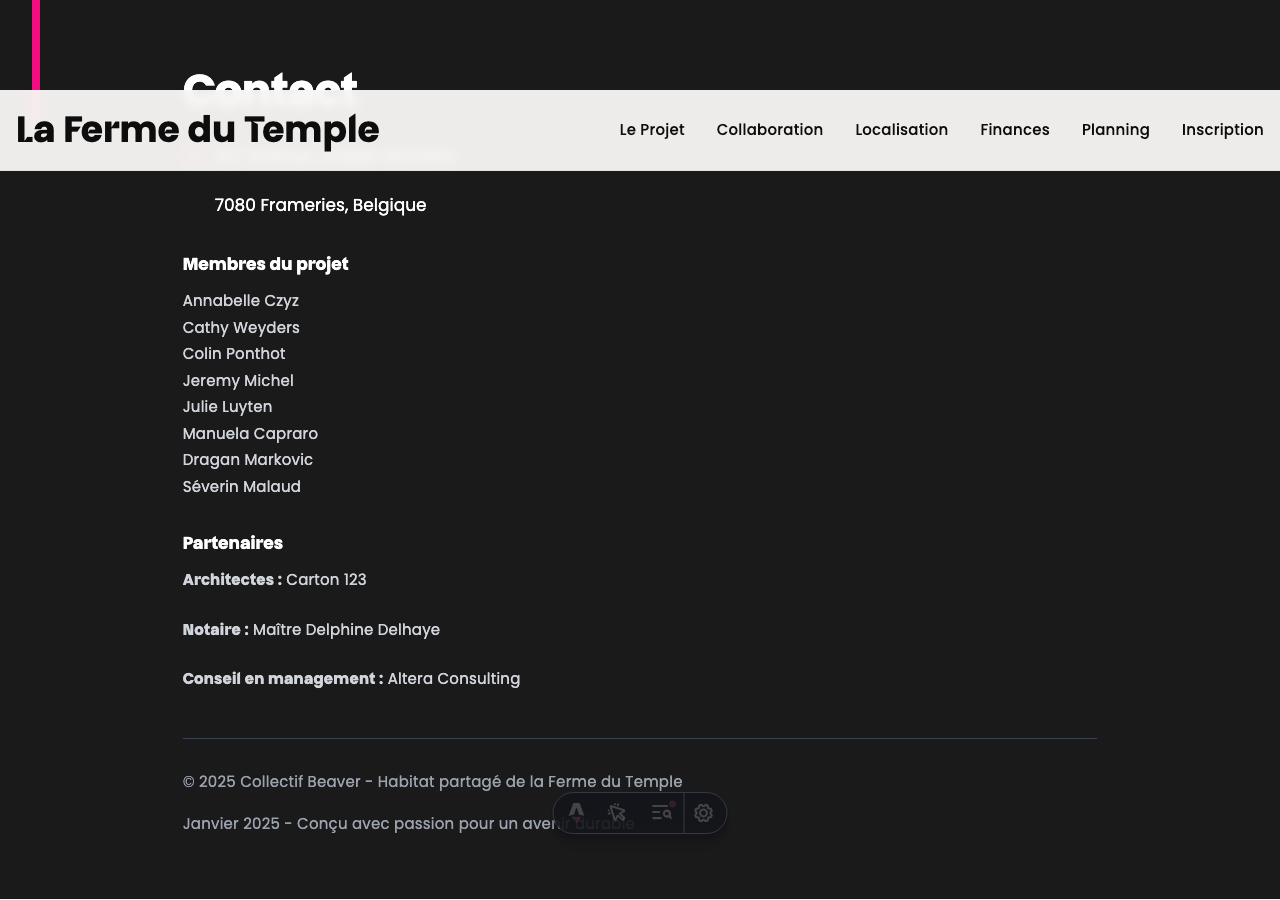 Contact
La Ferme du Temple
Le Projet
Collaboration
Localisation
Finances
Planning
Inscription
7080 Frameries, Belgique
Membres du projet
Annabelle Czyz
Cathy Weyders
Colin Ponthot
Jeremy Michel
Julie Luyten
Manuela Capraro
Dragan Markovic
Séverin Malaud
Partenaires
Architectes : Carton 123
Notaire : Maître Delphine Delhaye
Conseil en management : Altera Consulting
© 2025 Collectif Beaver - Habitat partagé de la Ferme du Temple
Janvier 2025 - Conçu avec passion pour un avenir durable